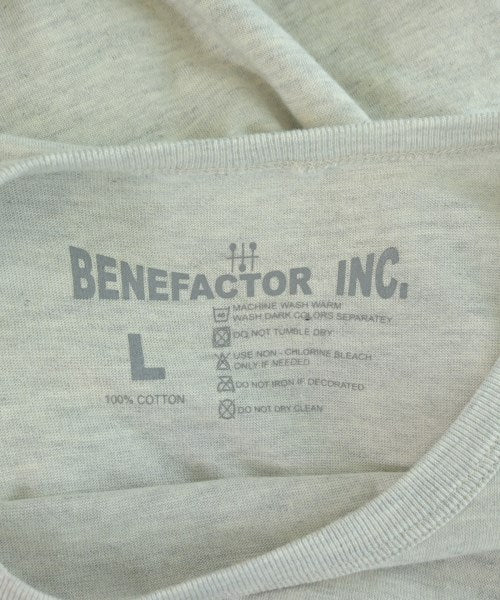 BENEFACTOR INC.
MACHINE WASH WARM
WASH DARK COLORS SEPARATEY
DO NOT TUMBLE DRY
L
USE NON - CHLORINE BLEACH
ONLY IF NEEDED
DO NOT IRON IF DECORATED
100% COTTON
DO NOT DRY CLEAN